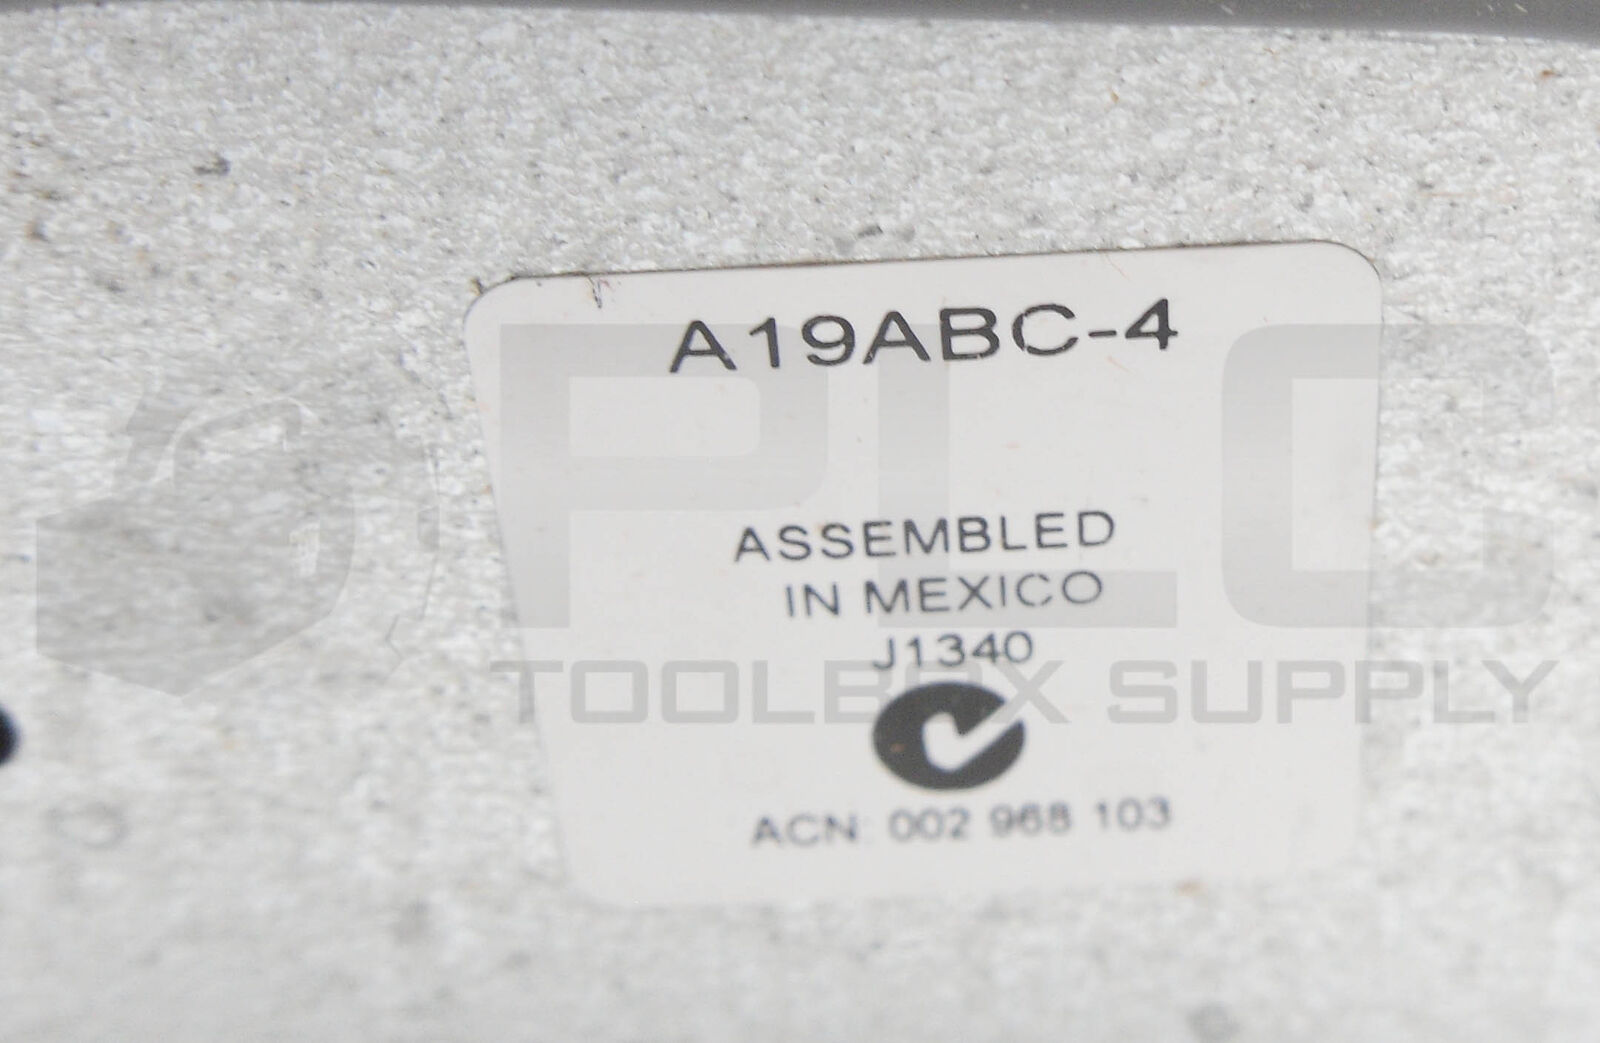 A19ABC-4
ASSEMBLED
IN MEXICO
J1340
ACN: 002 968 103
PLC
TOOLBOX SUPPLY